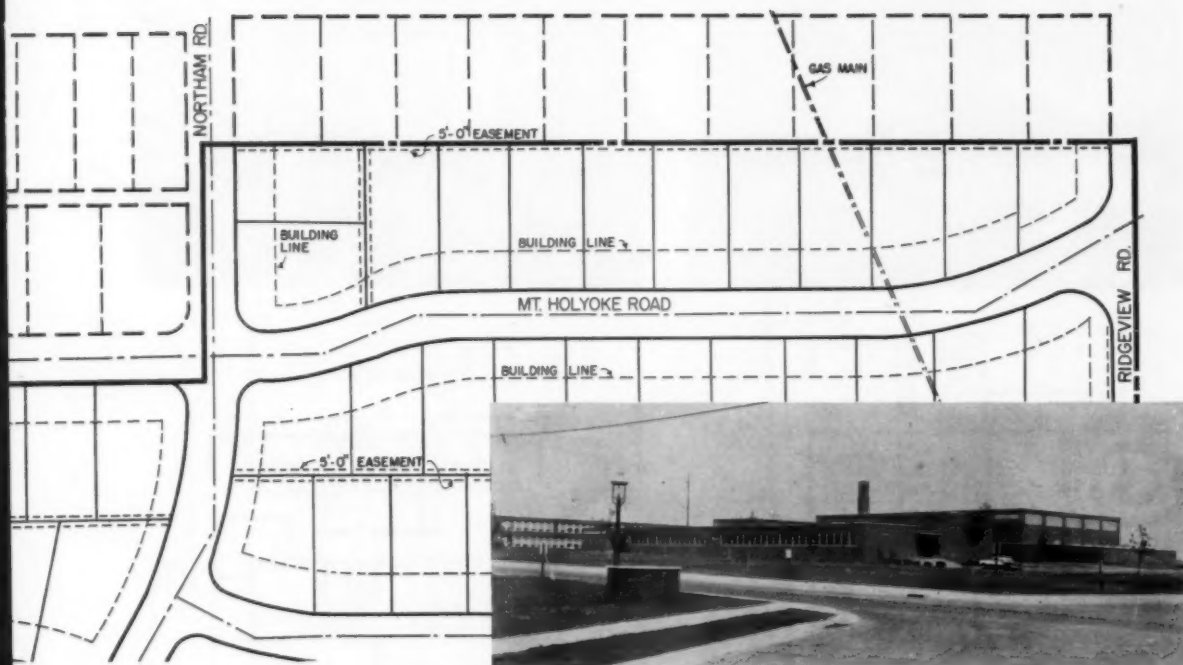 NORTHAM RD.
GAS MAIN
5'-0" EASEMENT
BUILDING
LINE
BUILDING LINE
MT. HOLYOKE ROAD
RIDGEVIEW RD.
BUILDING LINE
5'-0" EASEMENT